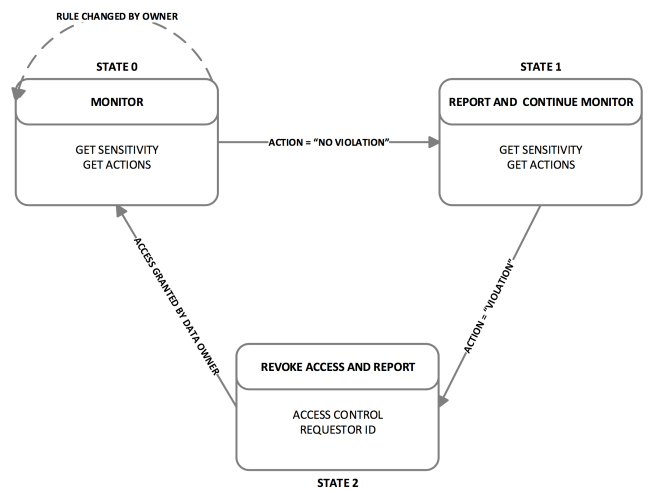 RULE CHANGED BY OWNER
STATE 0
MONITOR
GET SENSITIVITY
GET ACTIONS
ACTION = “NO VIOLATION”
STATE 1
REPORT AND CONTINUE MONITOR
GET SENSITIVITY
GET ACTIONS
ACCESS GRANTED BY DATA OWNER
ACTION = “VIOLATION”
REVOKE ACCESS AND REPORT
ACCESS CONTROL
REQUESTOR ID
STATE 2